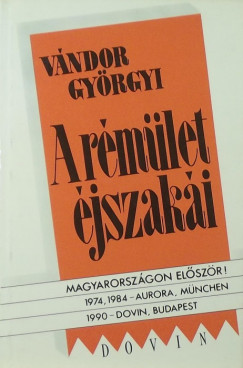 VÁNDOR
GYÖRGYI
A rémület
éjszakái
MAGYARORSZÁGON ELŐSZÖR!
1974, 1984 – AURORA, MÜNCHEN
1990 – DOVIN, BUDAPEST
DOVIN